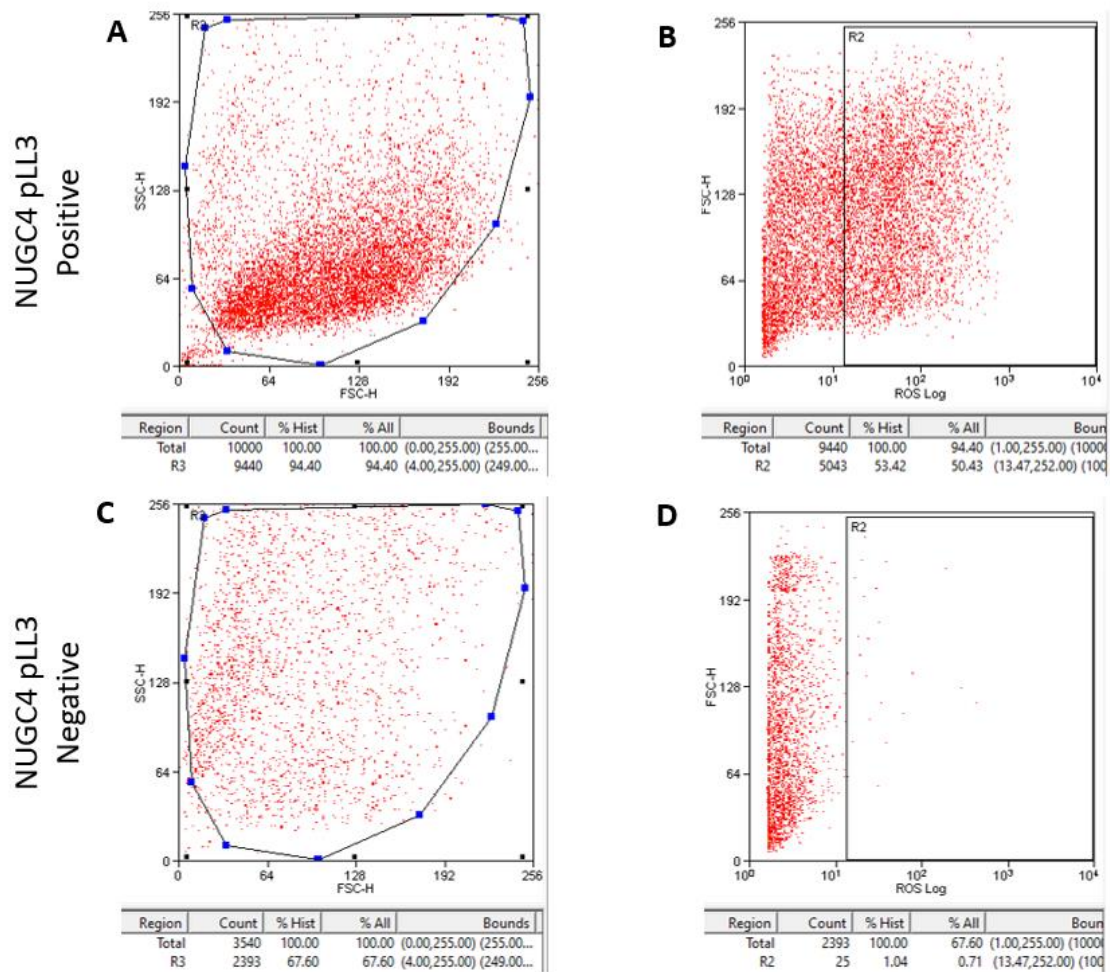 A
B
NUGC4 pLL3
Positive
R3
256
192
128
64
0
SSC-H
0 64 128 192 256
FSC-H
R2
256
192
128
64
0
FSC-H
10⁰ 10¹ 10² 10³ 10⁴
ROS Log
Region Count % Hist % All Bounds
Total 10000 100.00 100.00 (0.00,255.00) (255.00...
R3 9440 94.40 94.40 (4.00,255.00) (249.00...
Region Count % Hist % All Boun
Total 9440 100.00 94.40 (1.00,255.00) (10000
R2 5043 53.42 50.43 (13.47,252.00) (100
C
D
NUGC4 pLL3
Negative
R3
256
192
128
64
0
SSC-H
0 64 128 192 256
FSC-H
R2
256
192
128
64
0
FSC-H
10⁰ 10¹ 10² 10³ 10⁴
ROS Log
Region Count % Hist % All Bounds
Total 3540 100.00 100.00 (0.00,255.00) (255.00...
R3 2393 67.60 67.60 (4.00,255.00) (249.00...
Region Count % Hist % All Boun
Total 2393 100.00 67.60 (1.00,255.00) (10000
R2 25 1.04 0.71 (13.47,252.00) (100